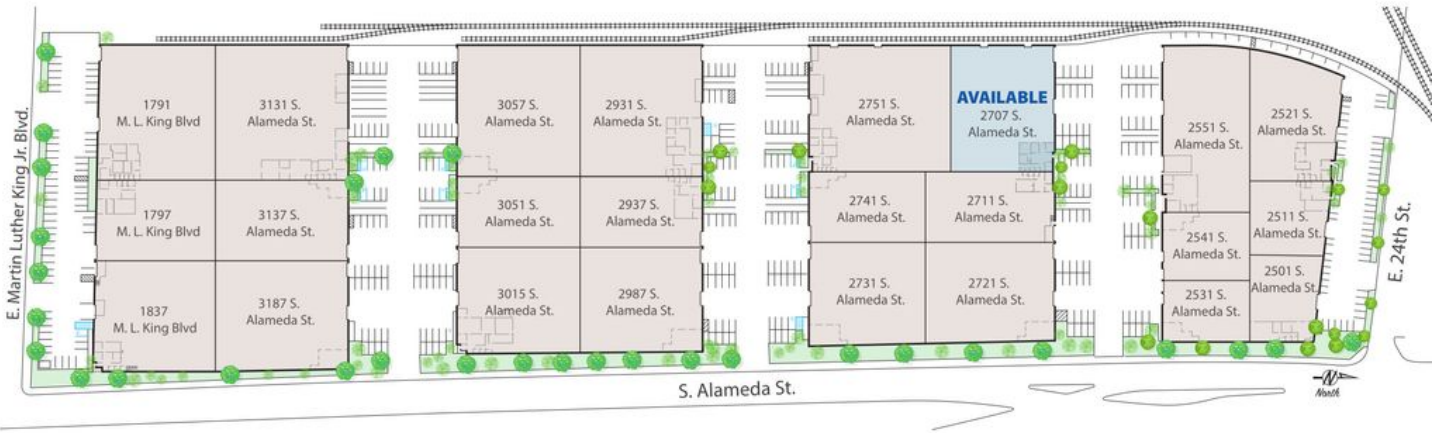 E. Martin Luther King Jr. Blvd.
1791
M. L. King Blvd
3131 S.
Alameda St.
1797
M. L. King Blvd
3137 S.
Alameda St.
1837
M. L. King Blvd
3187 S.
Alameda St.
3057 S.
Alameda St.
2931 S.
Alameda St.
3051 S.
Alameda St.
2937 S.
Alameda St.
3015 S.
Alameda St.
2987 S.
Alameda St.
2751 S.
Alameda St.
AVAILABLE
2707 S.
Alameda St.
2741 S.
Alameda St.
2711 S.
Alameda St.
2731 S.
Alameda St.
2721 S.
Alameda St.
2551 S.
Alameda St.
2521 S.
Alameda St.
2541 S.
Alameda St.
2511 S.
Alameda St.
2531 S.
Alameda St.
2501 S.
Alameda St.
E. 24th St.
S. Alameda St.
N
North